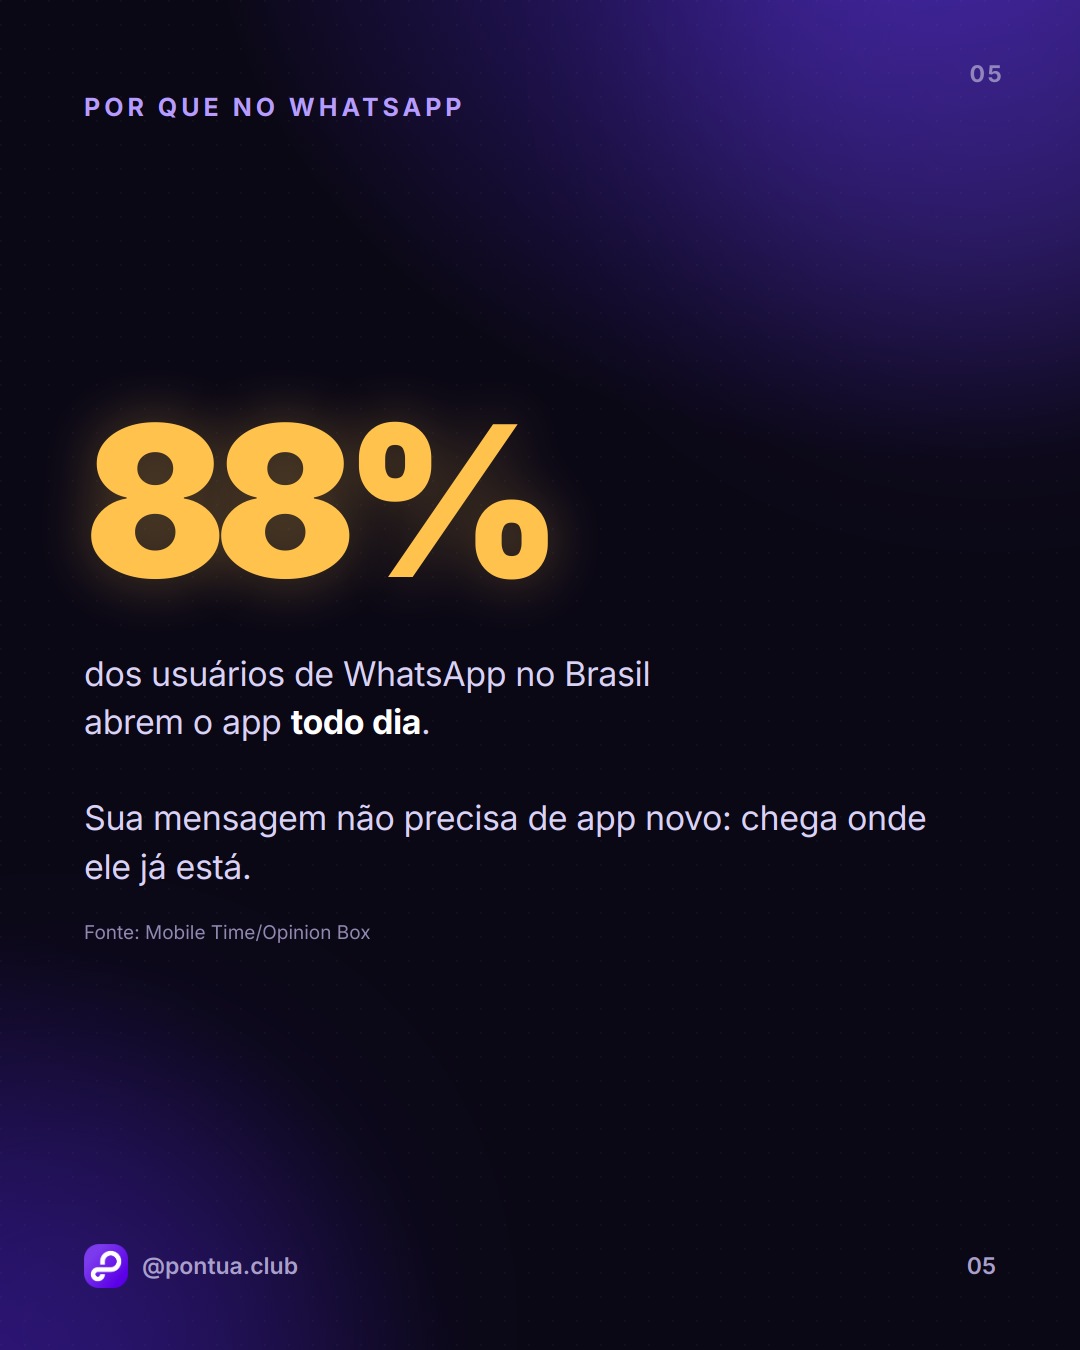 05
POR QUE NO WHATSAPP
88%
dos usuários de WhatsApp no Brasil
abrem o app todo dia.
Sua mensagem não precisa de app novo: chega onde
ele já está.
Fonte: Mobile Time/Opinion Box
@pontua.club
05